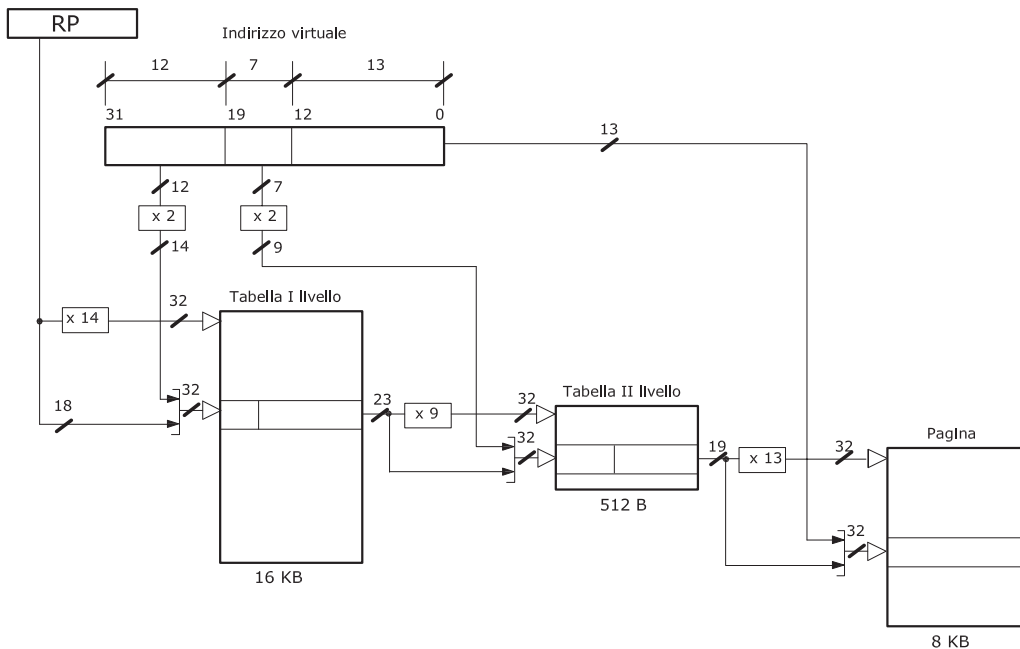 RP
Indirizzo virtuale
12 7 13
31 19 12 0
13
12 7
x 2 x 2
14 9
Tabella I livello
32
x 14
32
18
23
x 9
32
Tabella II livello
32
19
x 13
32
Pagina
32
512 B
16 KB
8 KB